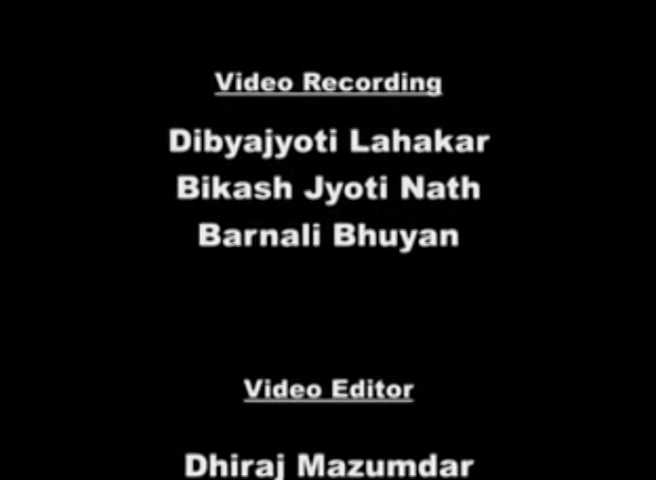 Video Recording
Dibyajyoti Lahakar
Bikash Jyoti Nath
Barnali Bhuyan
Video Editor
Dhiraj Mazumdar